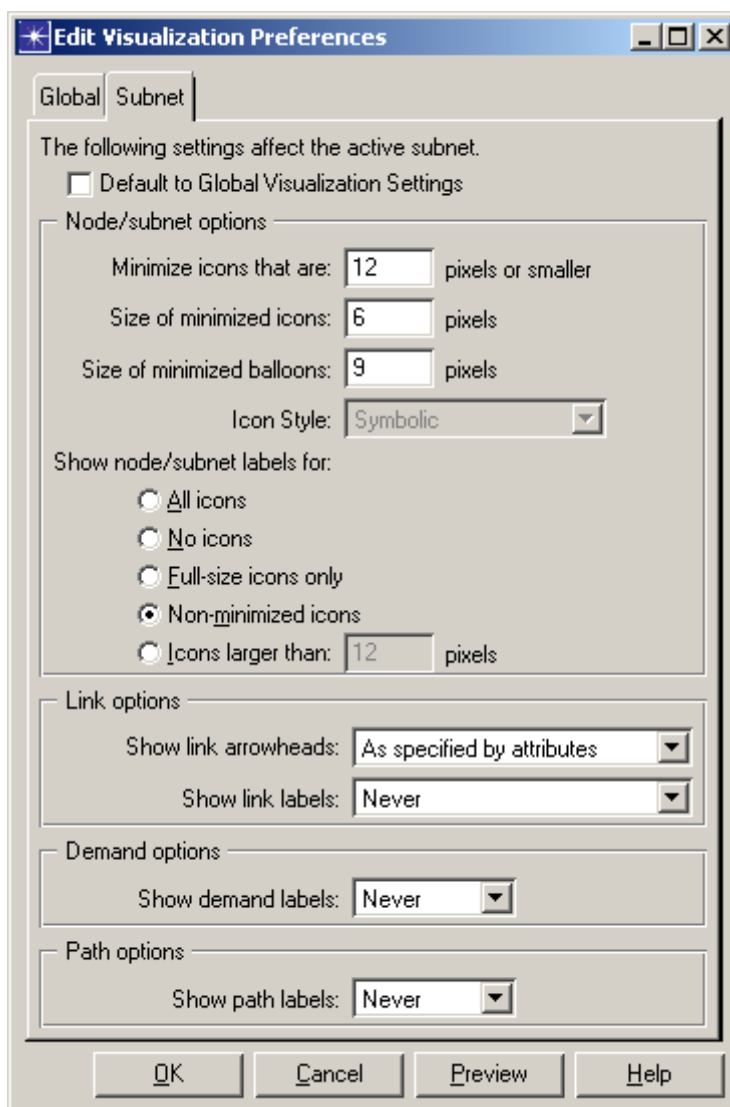 Edit Visualization Preferences
Global Subnet
The following settings affect the active subnet.
Default to Global Visualization Settings
Node/subnet options
Minimize icons that are: 12 pixels or smaller
Size of minimized icons: 6 pixels
Size of minimized balloons: 9 pixels
Icon Style: Symbolic
Show node/subnet labels for:
All icons
No icons
Full-size icons only
Non-minimized icons
Icons larger than: 12 pixels
Link options
Show link arrowheads: As specified by attributes
Show link labels: Never
Demand options
Show demand labels: Never
Path options
Show path labels: Never
OK Cancel Preview Help